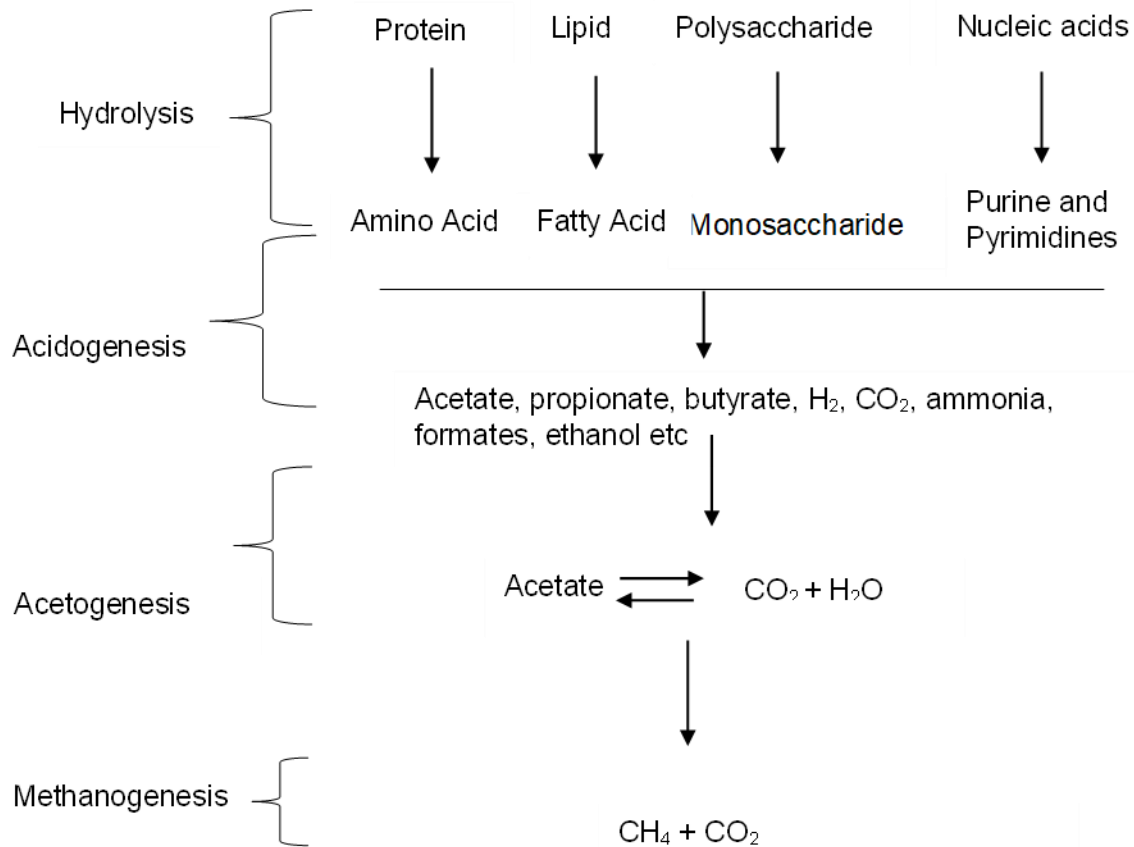 Protein
Lipid
Polysaccharide
Nucleic acids
Hydrolysis
Amino Acid
Fatty Acid
Monosaccharide
Purine and
Pyrimidines
Acidogenesis
Acetate, propionate, butyrate, H₂, CO₂, ammonia,
formates, ethanol etc
Acetogenesis
Acetate
CO₂ + H₂O
Methanogenesis
CH₄ + CO₂